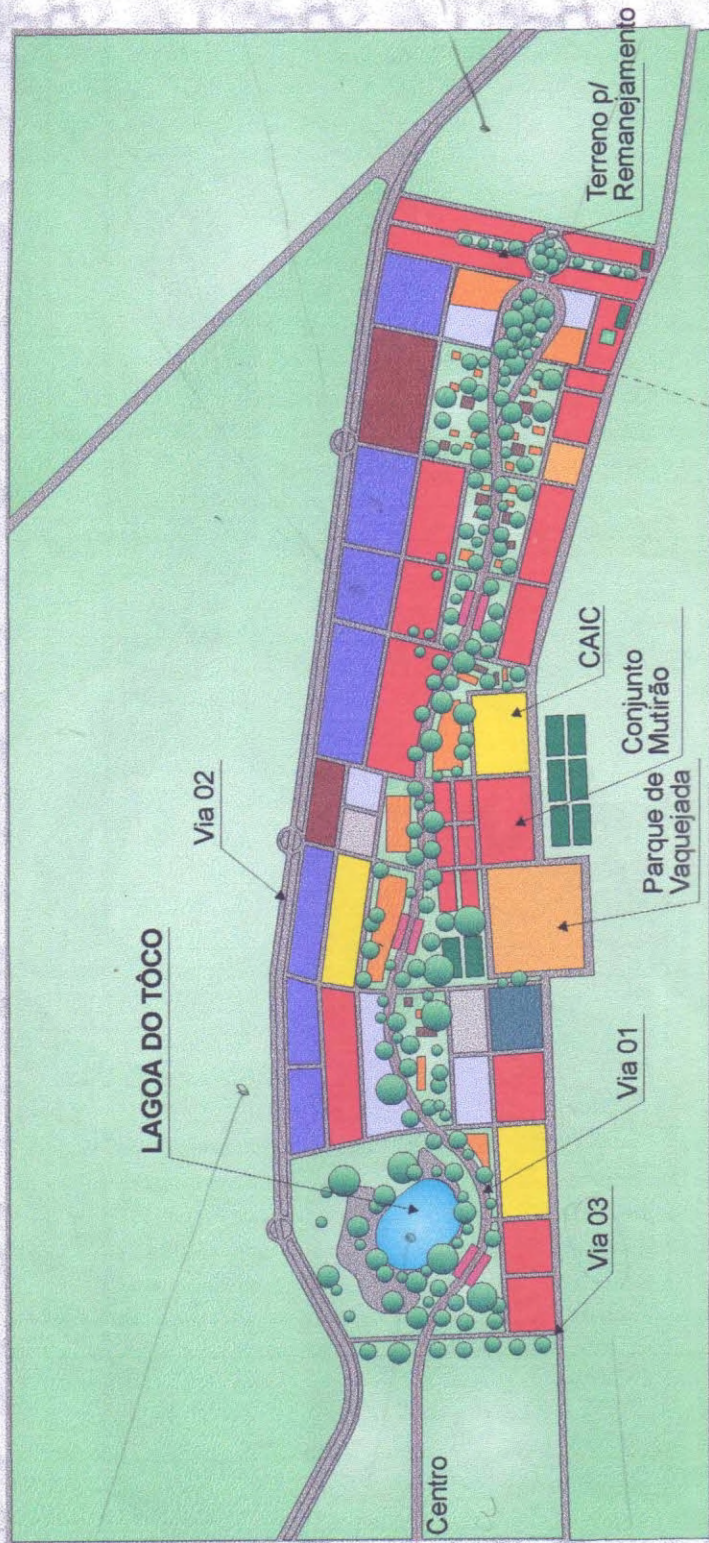 LAGOA DO TÔCO
Via 02
Terreno p/
Remanejamento
CAIC
Conjunto
Mutirão
Parque de
Vaquejada
Via 01
Via 03
Centro